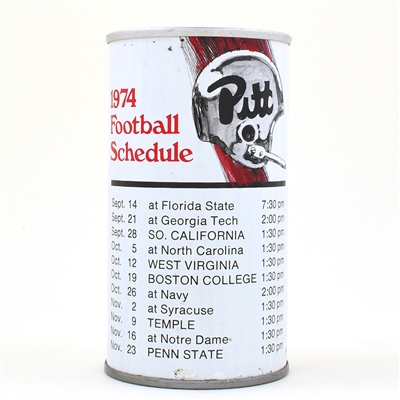 1974
Football
Schedule
Pitt
Sept. 14 at Florida State 7:30 pm
Sept. 21 at Georgia Tech 2:00 pm
Sept. 28 SO. CALIFORNIA 1:30 pm
Oct. 5 at North Carolina 1:30 pm
Oct. 12 WEST VIRGINIA 1:30 pm
Oct. 19 BOSTON COLLEGE 1:30 pm
Oct. 26 at Navy 2:00 pm
Nov. 2 at Syracuse 1:30 pm
Nov. 9 TEMPLE 1:30 pm
Nov. 16 at Notre Dame 1:30 pm
Nov. 23 PENN STATE 1:30 pm